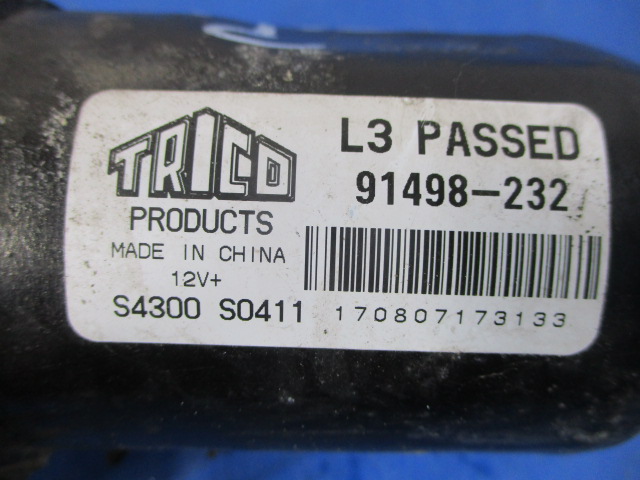 TRICO
PRODUCTS
MADE IN CHINA
12V+
S4300 S0411
L3 PASSED
91498-232
170807173133